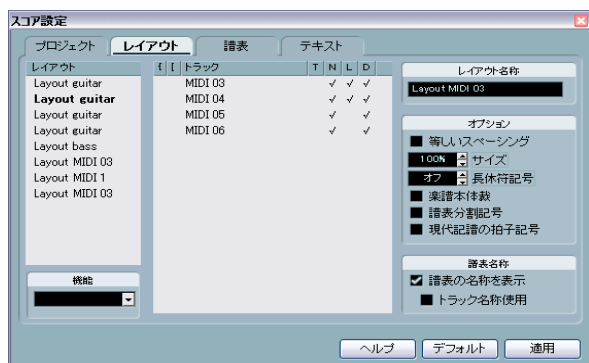 スコア設定
プロジェクト レイアウト 譜表 テキスト
レイアウト
Layout guitar
Layout guitar
Layout guitar
Layout guitar
Layout bass
Layout MIDI 03
Layout MIDI 1
Layout MIDI 03
機能
{ [ トラック T N L D
MIDI 03 ✓ ✓ ✓
MIDI 04 ✓ ✓ ✓
MIDI 05 ✓ ✓
MIDI 06 ✓ ✓
レイアウト名称
Layout MIDI 03
オプション
等しいスペーシング
100% サイズ
オフ 長休符記号
楽譜本体裁
譜表分割記号
現代記譜の拍子記号
譜表名称
譜表の名称を表示
トラック名称使用
ヘルプ デフォルト 適用